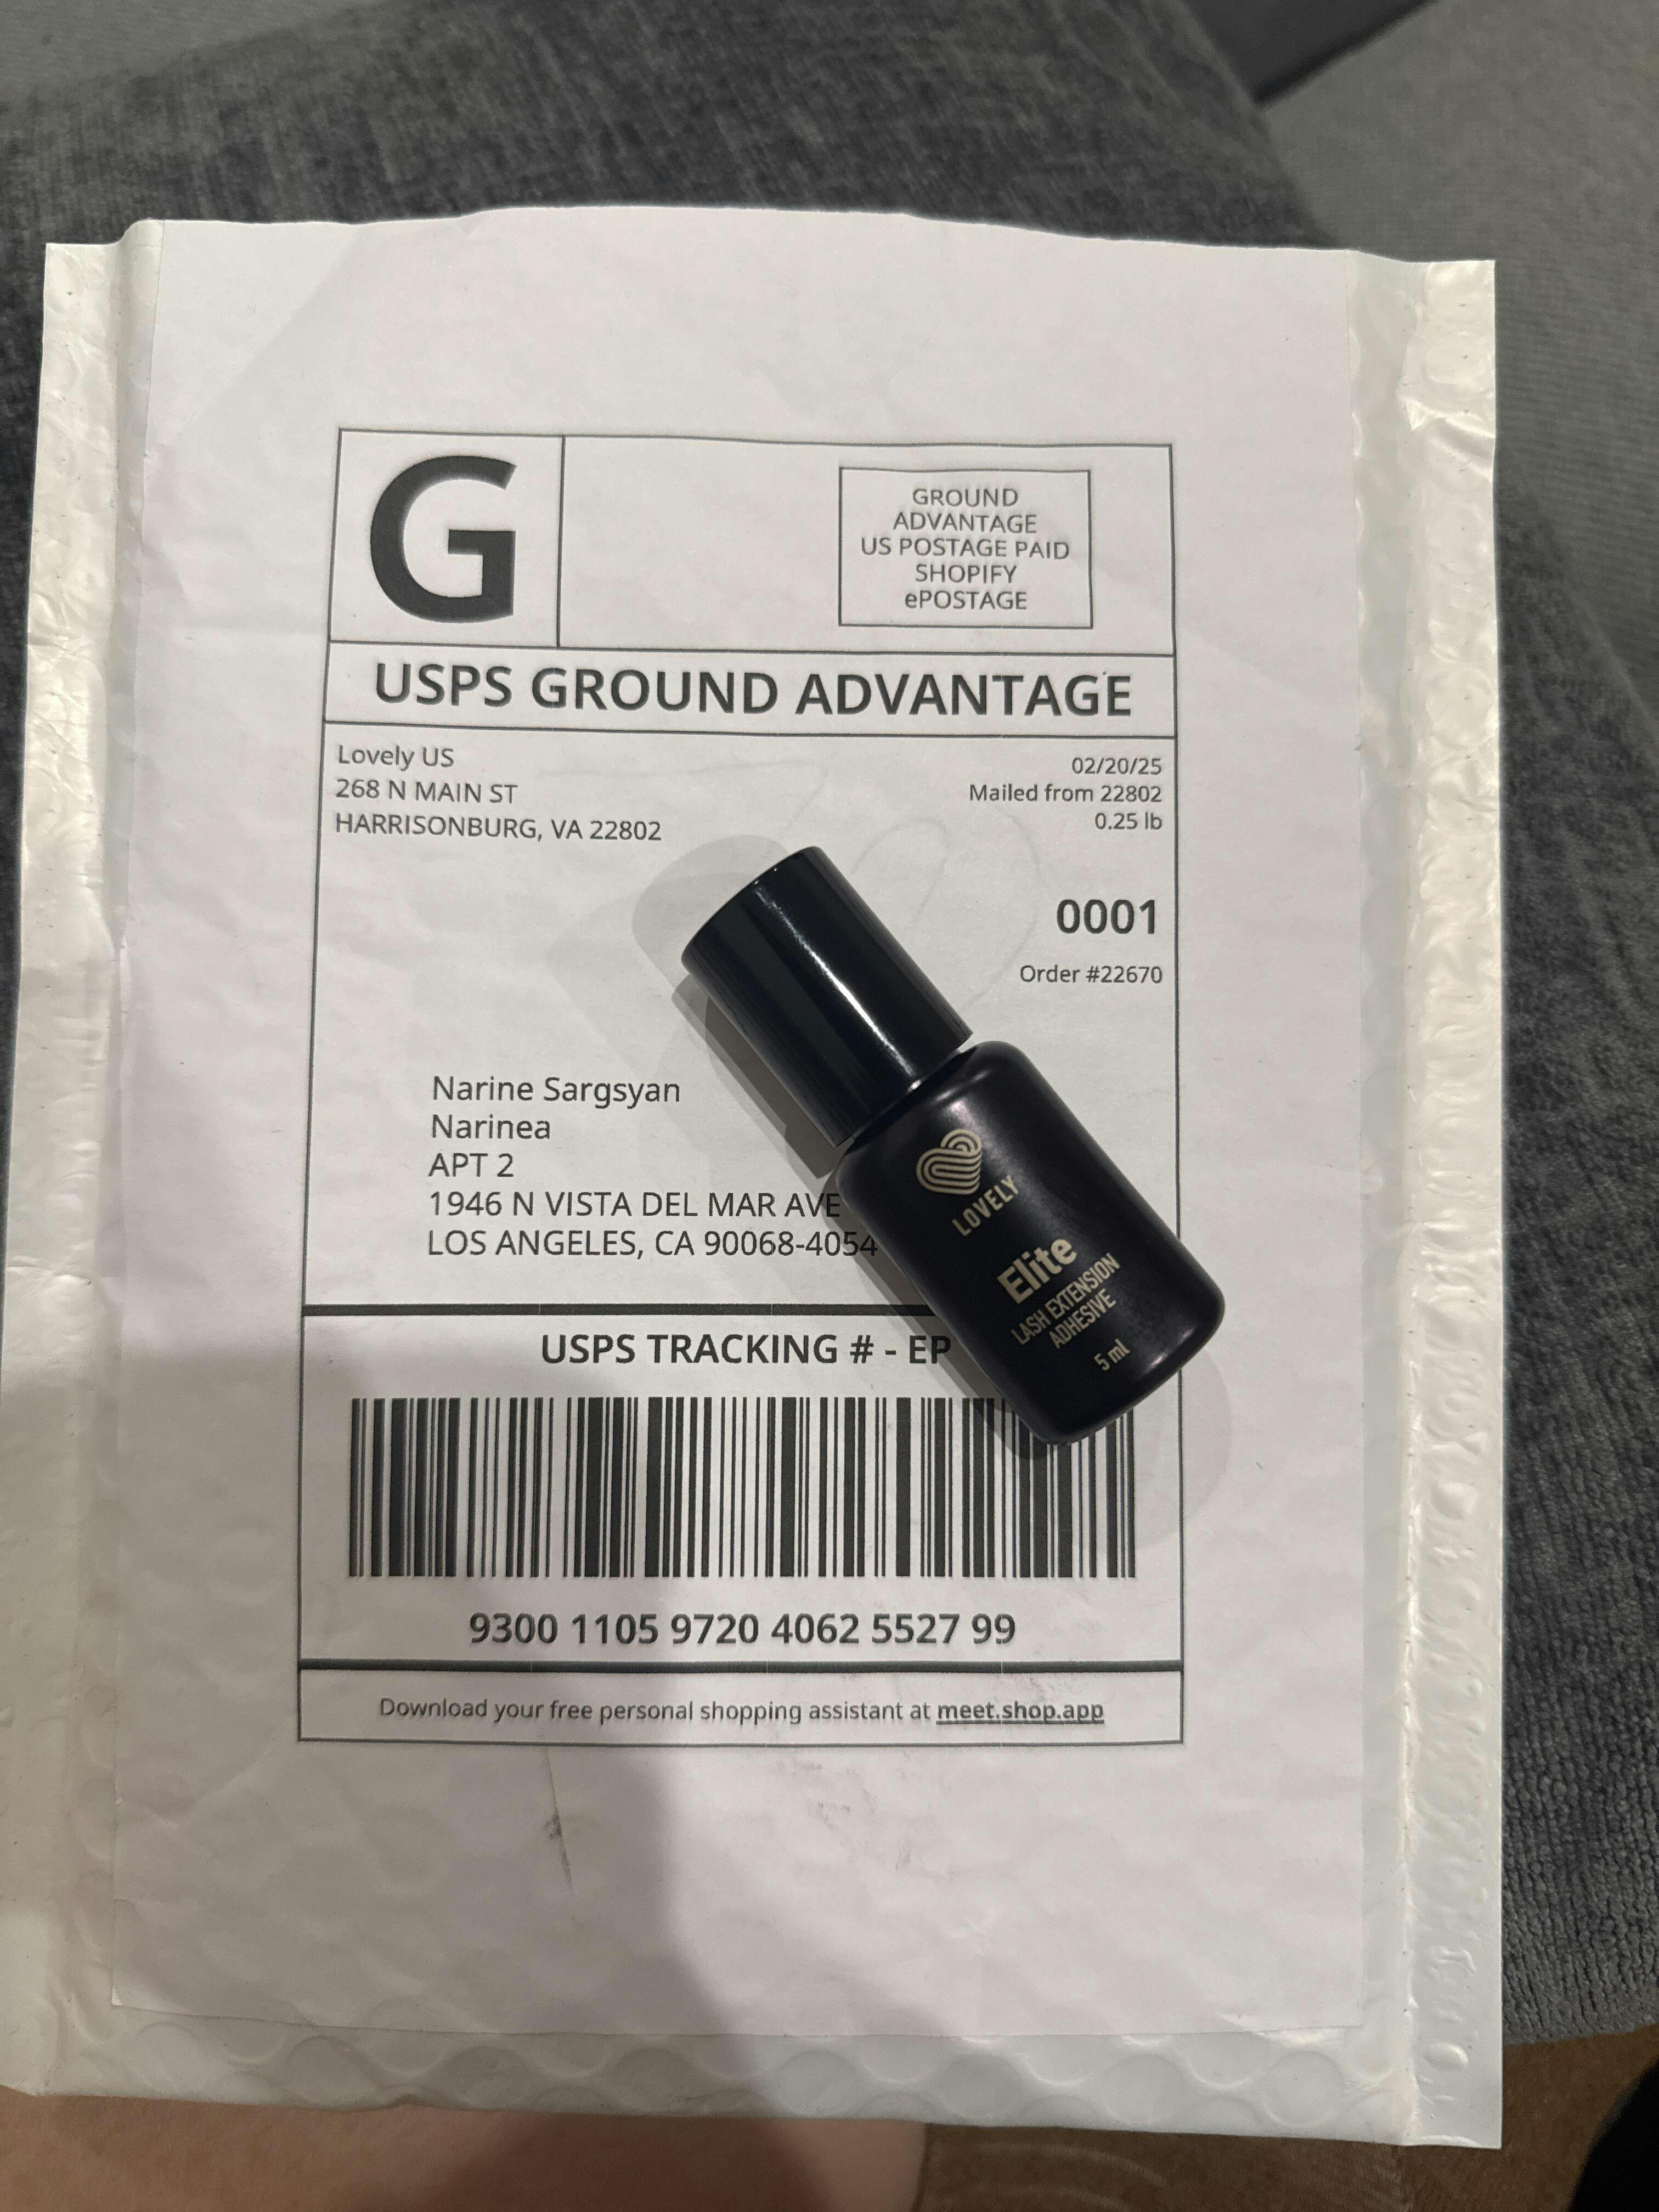 G
GROUND
ADVANTAGE
US POSTAGE PAID
SHOPIFY
ePOSTAGE
USPS GROUND ADVANTAGE
Lovely US
268 N MAIN ST
HARRISONBURG, VA 22802
02/20/25
Mailed from 22802
0.25 lb
0001
Order #22670
Narine Sargsyan
Narinea
APT 2
1946 N VISTA DEL MAR AVE
LOS ANGELES, CA 90068-4054
LOVELY
Elite
LASH EXTENSION
ADHESIVE
5 ml
USPS TRACKING # - EP
9300 1105 9720 4062 5527 99
Download your free personal shopping assistant at meet.shop.app